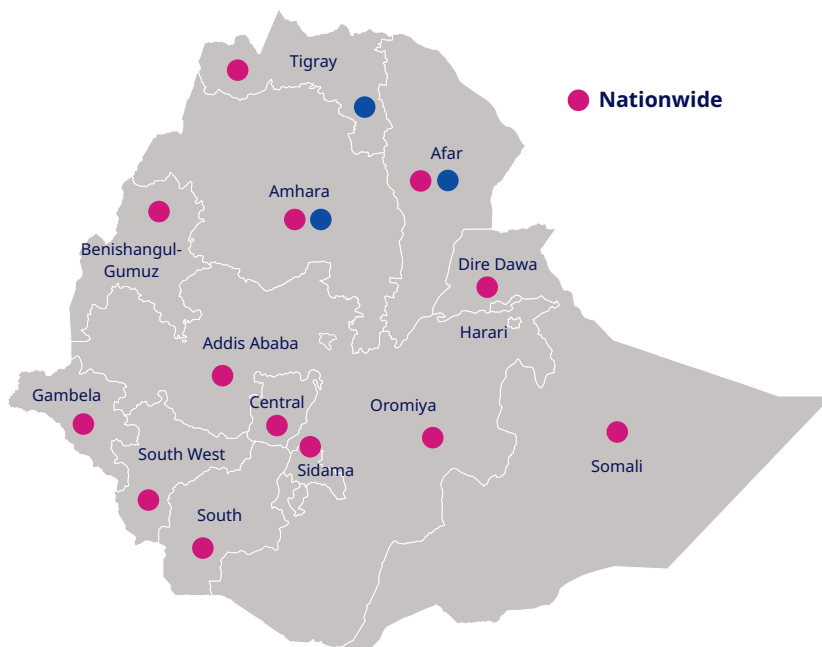 Tigray
Nationwide
Afar
Amhara
Benishangul-
Gumuz
Dire Dawa
Harari
Addis Ababa
Gambela
Central
Oromiya
South West
Sidama
Somali
South